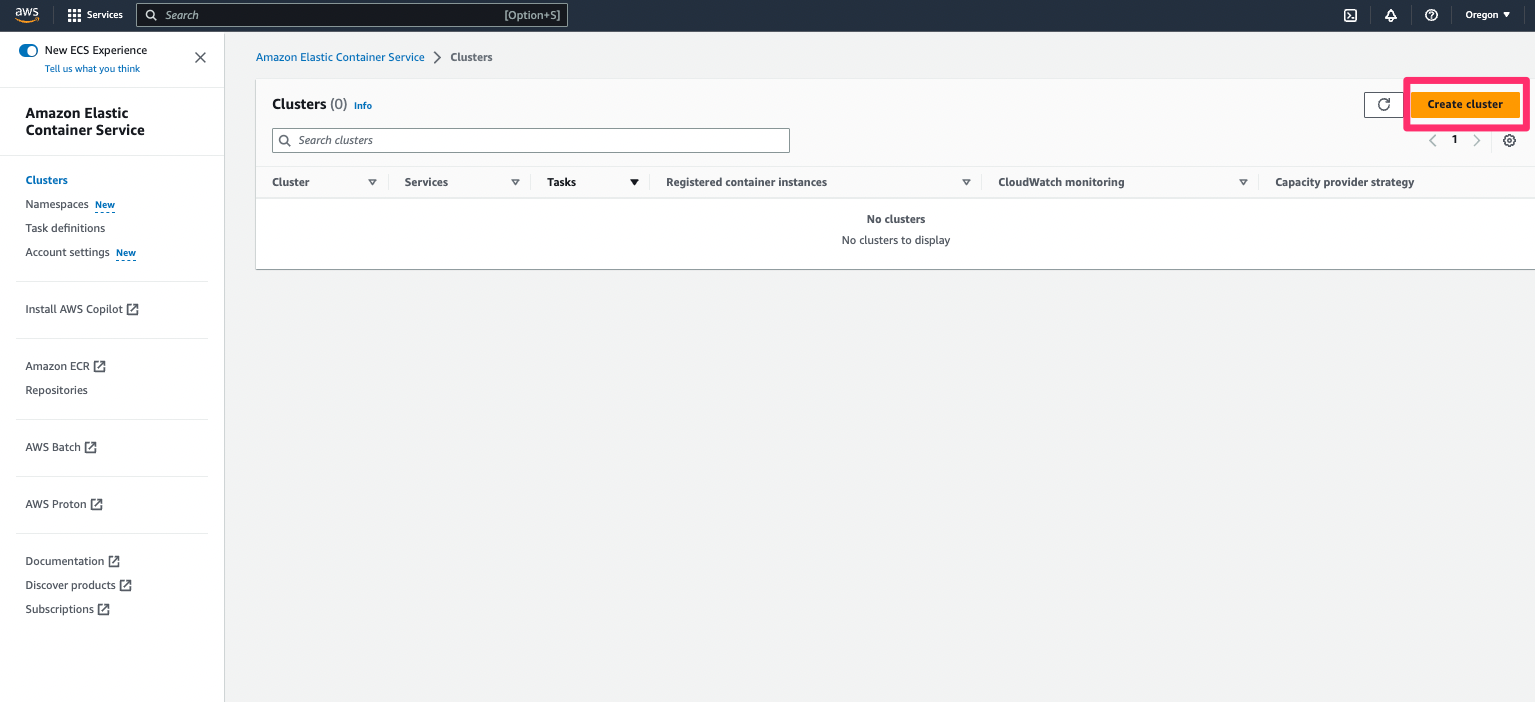 aws
Services
Search [Option+S]
Oregon
New ECS Experience
Tell us what you think
Amazon Elastic
Container Service
Clusters
Namespaces New
Task definitions
Account settings New
Install AWS Copilot
Amazon ECR
Repositories
AWS Batch
AWS Proton
Documentation
Discover products
Subscriptions
Amazon Elastic Container Service Clusters
Clusters (0) Info
Create cluster
Search clusters
1
Cluster Services Tasks Registered container instances CloudWatch monitoring Capacity provider strategy
No clusters
No clusters to display